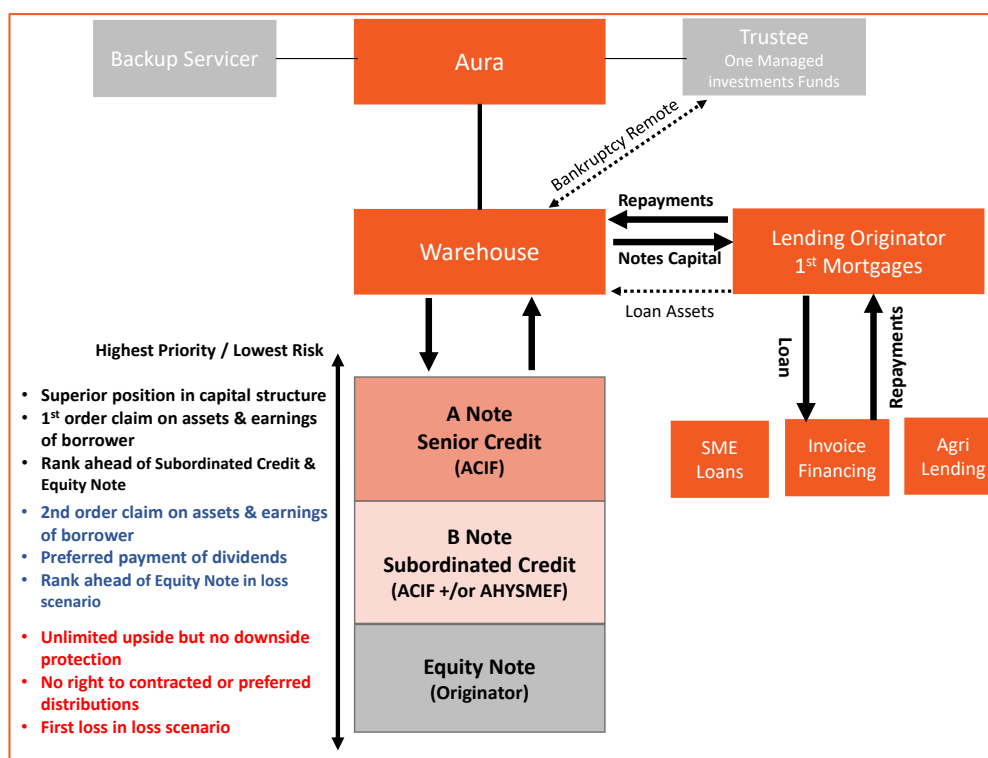 Backup Servicer
Aura
Trustee
One Managed
investments Funds
Bankruptcy Remote
Warehouse
Repayments
Notes Capital
Loan Assets
Lending Originator
1st Mortgages
Loan
Repayments
SME
Loans
Invoice
Financing
Agri
Lending
Highest Priority / Lowest Risk
• Superior position in capital structure
• 1st order claim on assets & earnings
of borrower
• Rank ahead of Subordinated Credit &
Equity Note
• 2nd order claim on assets & earnings
of borrower
• Preferred payment of dividends
• Rank ahead of Equity Note in loss
scenario
• Unlimited upside but no downside
protection
• No right to contracted or preferred
distributions
• First loss in loss scenario
A Note
Senior Credit
(ACIF)
B Note
Subordinated Credit
(ACIF +/or AHYSMEF)
Equity Note
(Originator)